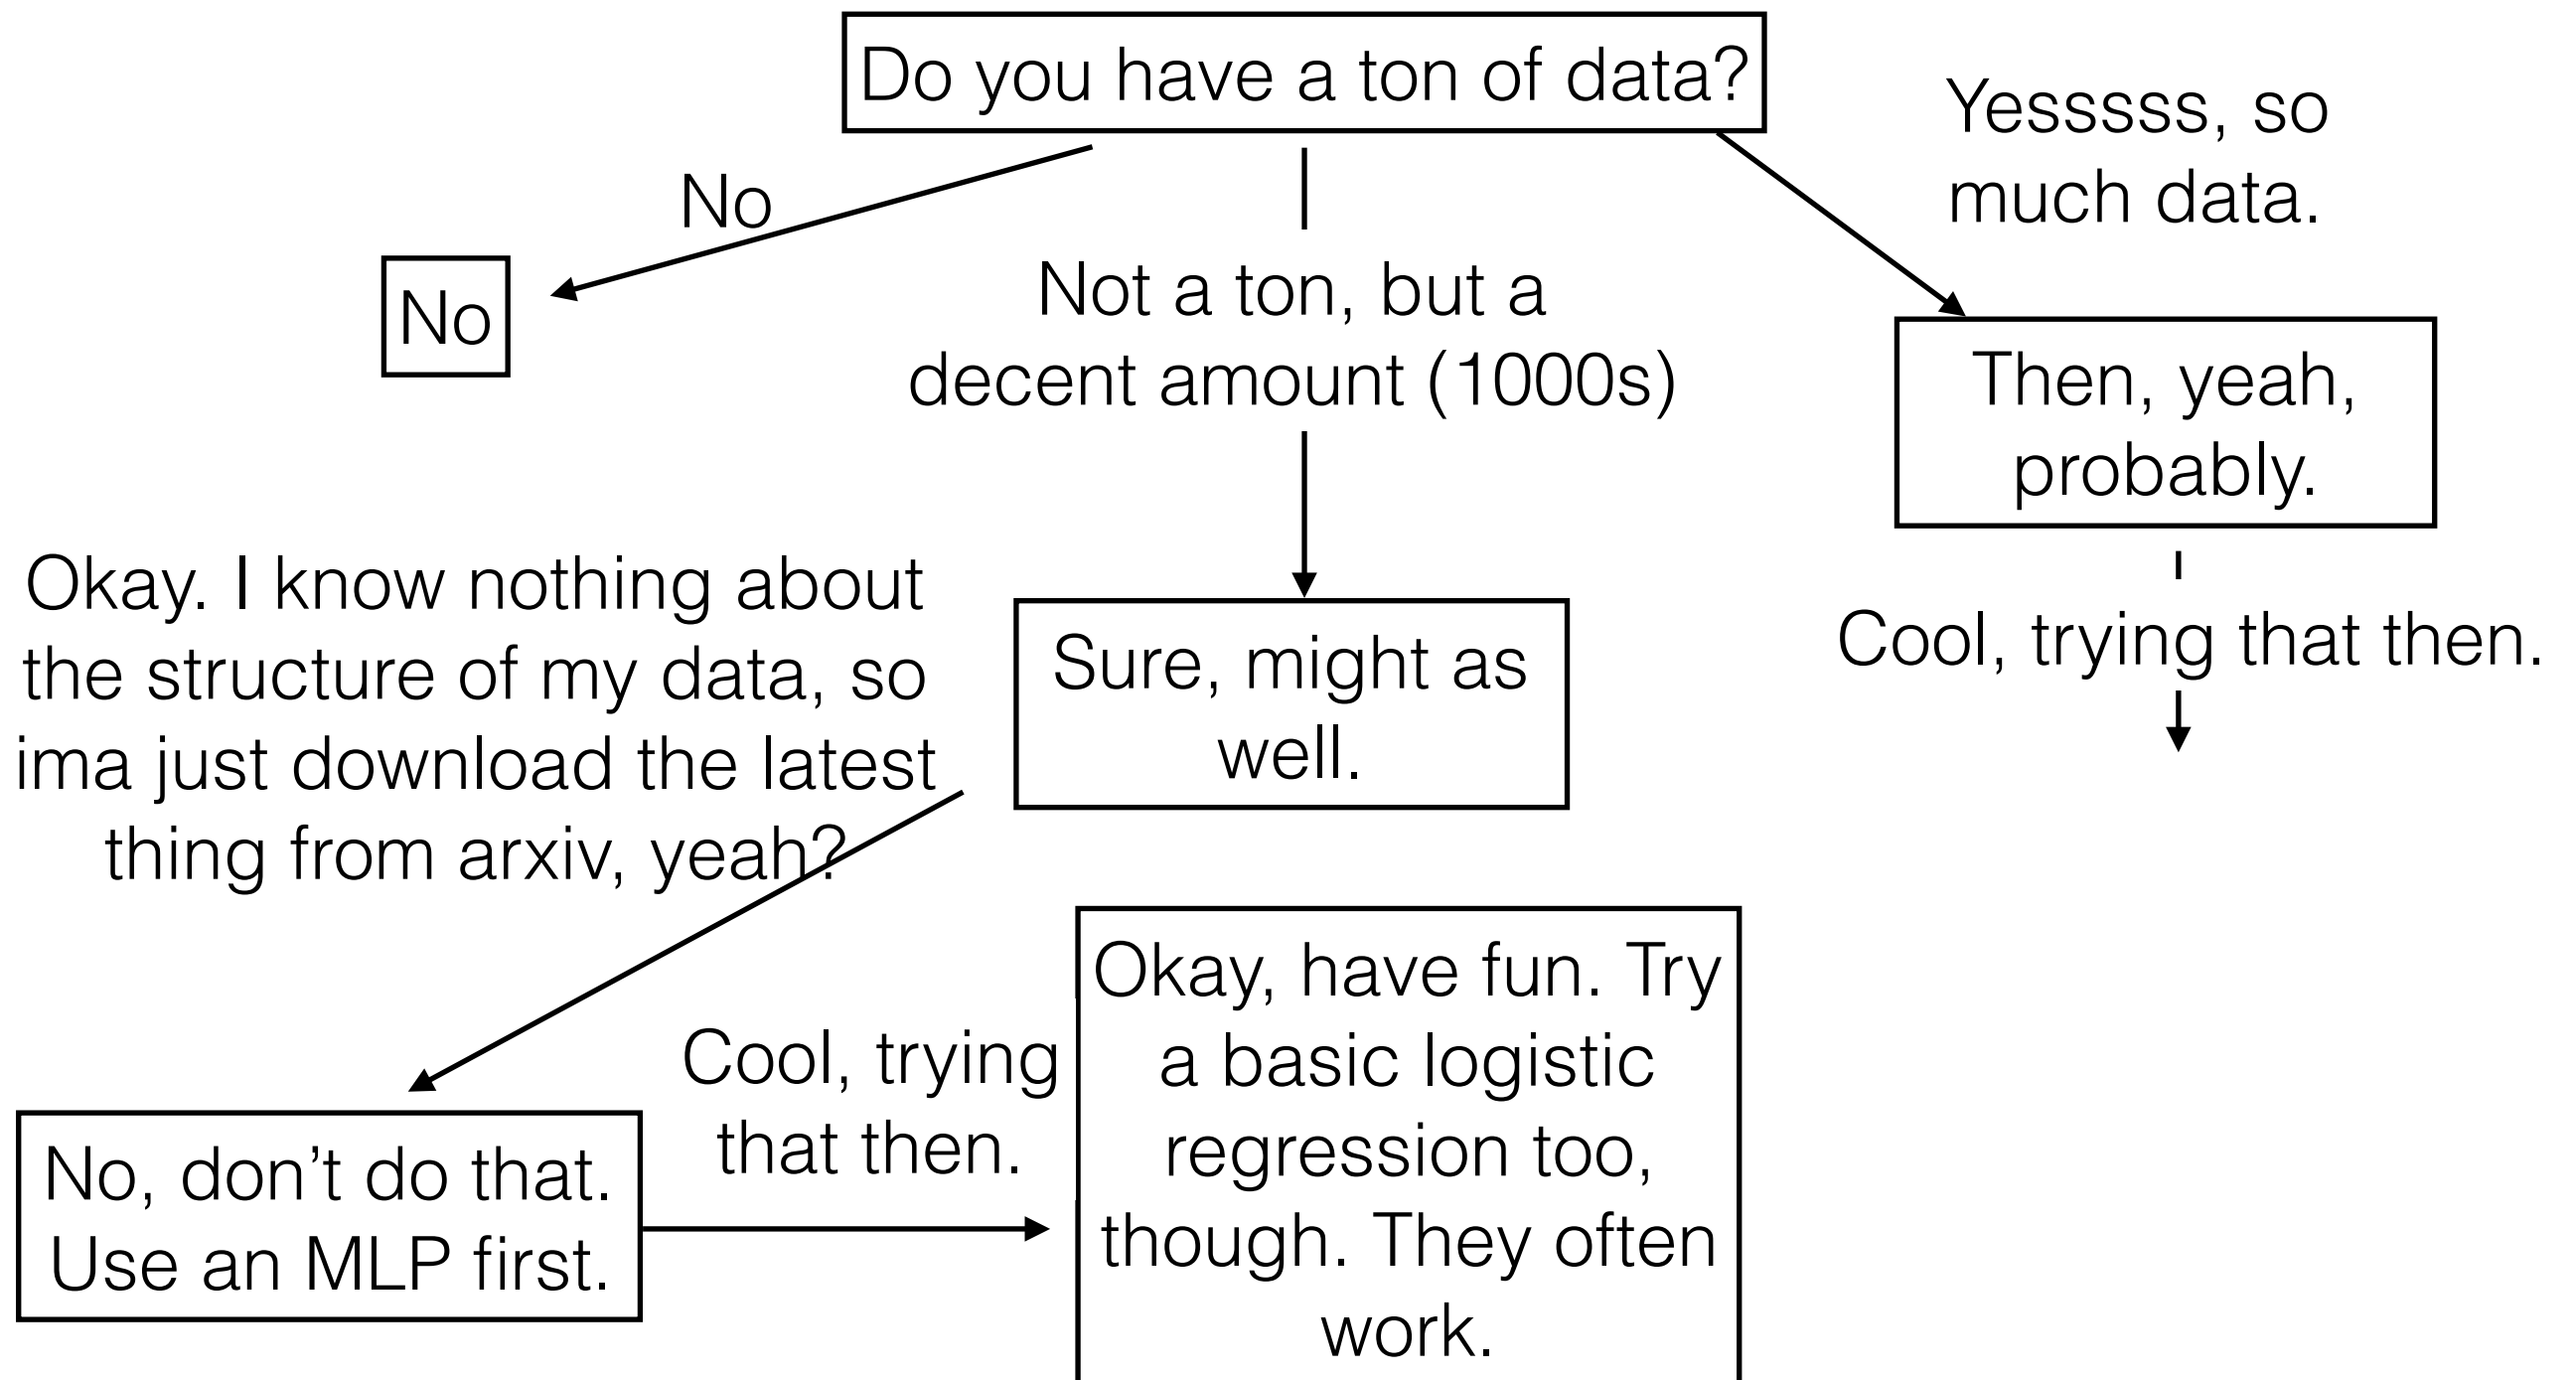 Do you have a ton of data?
No
No
Not a ton, but a
decent amount (1000s)
Yesssss, so
much data.
Then, yeah,
probably.
Cool, trying that then.
Sure, might as
well.
Okay. I know nothing about
the structure of my data, so
ima just download the latest
thing from arxiv, yeah?
No, don’t do that.
Use an MLP first.
Cool, trying
that then.
Okay, have fun. Try
a basic logistic
regression too,
though. They often
work.